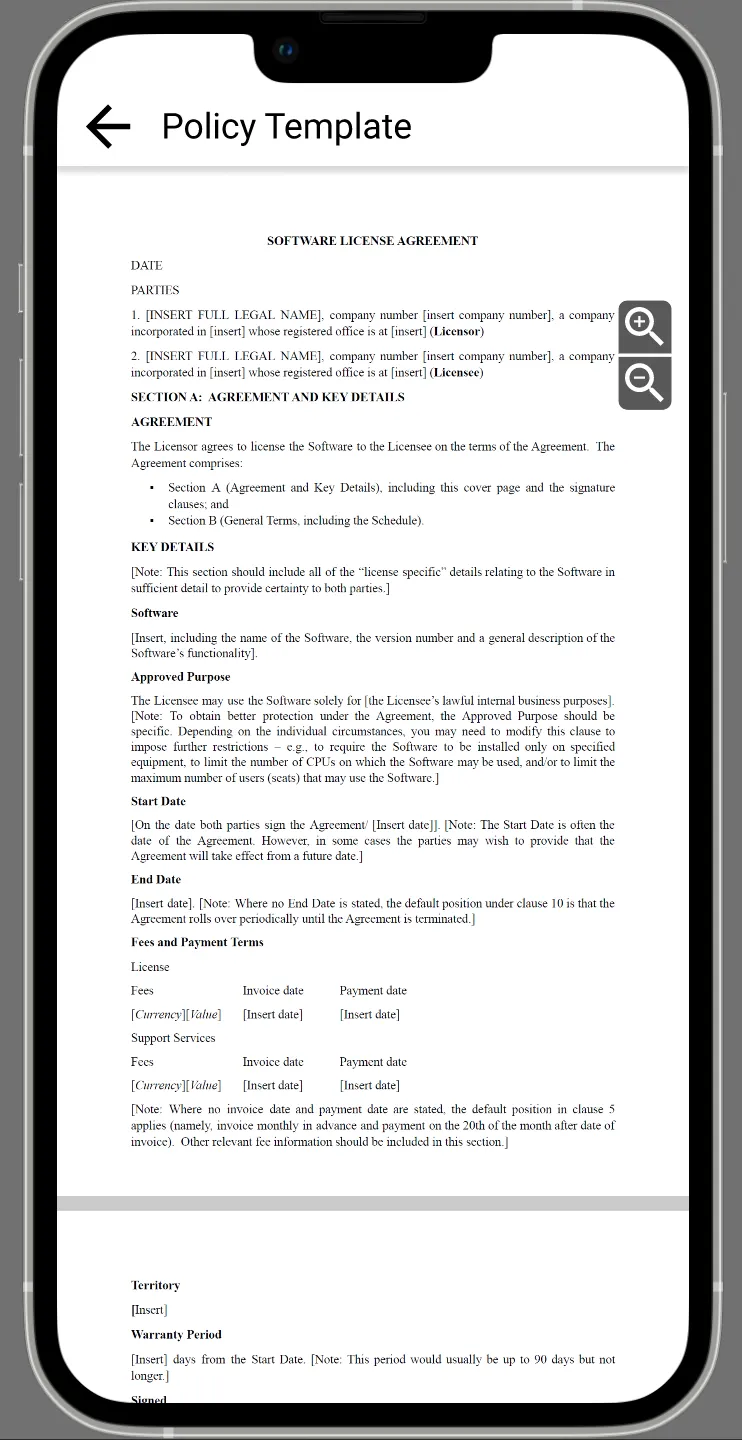 Policy Template
SOFTWARE LICENSE AGREEMENT
DATE
PARTIES
1. [INSERT FULL LEGAL NAME], company number [insert company number], a company
incorporated in [insert] whose registered office is at [insert] (Licensor)
2. [INSERT FULL LEGAL NAME], company number [insert company number], a company
incorporated in [insert] whose registered office is at [insert] (Licensee)
SECTION A: AGREEMENT AND KEY DETAILS
AGREEMENT
The Licensor agrees to license the Software to the Licensee on the terms of the Agreement. The
Agreement comprises:
▪ Section A (Agreement and Key Details), including this cover page and the signature
clauses; and
▪ Section B (General Terms, including the Schedule).
KEY DETAILS
[Note: This section should include all of the “license specific” details relating to the Software in
sufficient detail to provide certainty to both parties.]
Software
[Insert, including the name of the Software, the version number and a general description of the
Software’s functionality].
Approved Purpose
The Licensee may use the Software solely for [the Licensee’s lawful internal business purposes].
[Note: To obtain better protection under the Agreement, the Approved Purpose should be
specific. Depending on the individual circumstances, you may need to modify this clause to
impose further restrictions – e.g., to require the Software to be installed only on specified
equipment, to limit the number of CPUs on which the Software may be used, and/or to limit the
maximum number of users (seats) that may use the Software.]
Start Date
[On the date both parties sign the Agreement/ [Insert date]]. [Note: The Start Date is often the
date of the Agreement. However, in some cases the parties may wish to provide that the
Agreement will take effect from a future date.]
End Date
[Insert date]. [Note: Where no End Date is stated, the default position under clause 10 is that the
Agreement rolls over periodically until the Agreement is terminated.]
Fees and Payment Terms
License
Fees Invoice date Payment date
[Currency][Value] [Insert date] [Insert date]
Support Services
Fees Invoice date Payment date
[Currency][Value] [Insert date] [Insert date]
[Note: Where no invoice date and payment date are stated, the default position in clause 5
applies (namely, invoice monthly in advance and payment on the 20th of the month after date of
invoice). Other relevant fee information should be included in this section.]
Territory
[Insert]
Warranty Period
[Insert] days from the Start Date. [Note: This period would usually be up to 90 days but not
longer.]
Signed